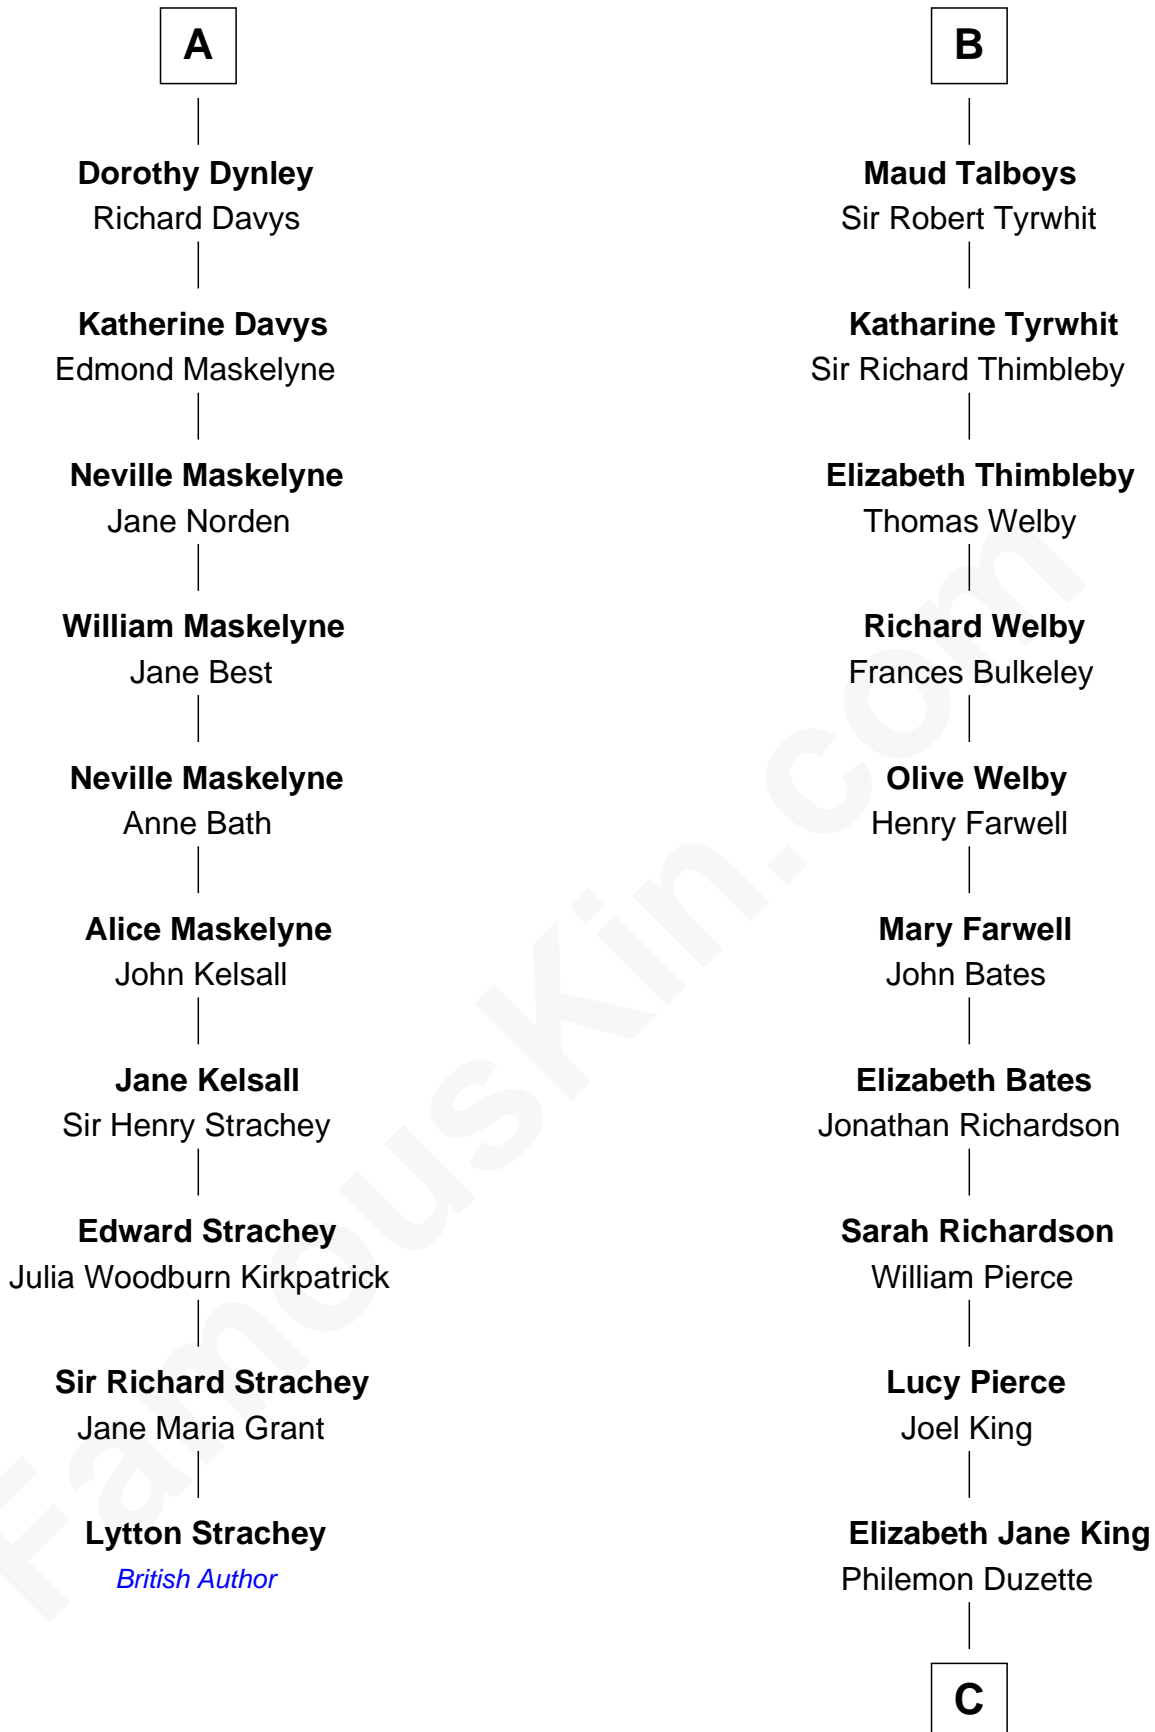 A
Dorothy Dynley
Richard Davys
Katherine Davys
Edmond Maskelyne
Neville Maskelyne
Jane Norden
William Maskelyne
Jane Best
Neville Maskelyne
Anne Bath
Alice Maskelyne
John Kelsall
Jane Kelsall
Sir Henry Strachey
Edward Strachey
Julia Woodburn Kirkpatrick
Sir Richard Strachey
Jane Maria Grant
Lytton Strachey
British Author
B
Maud Talboys
Sir Robert Tyrwhit
Katharine Tyrwhit
Sir Richard Thimbleby
Elizabeth Thimbleby
Thomas Welby
Richard Welby
Frances Bulkeley
Olive Welby
Henry Farwell
Mary Farwell
John Bates
Elizabeth Bates
Jonathan Richardson
Sarah Richardson
William Pierce
Lucy Pierce
Joel King
Elizabeth Jane King
Philemon Duzette
C
FamousKin.com